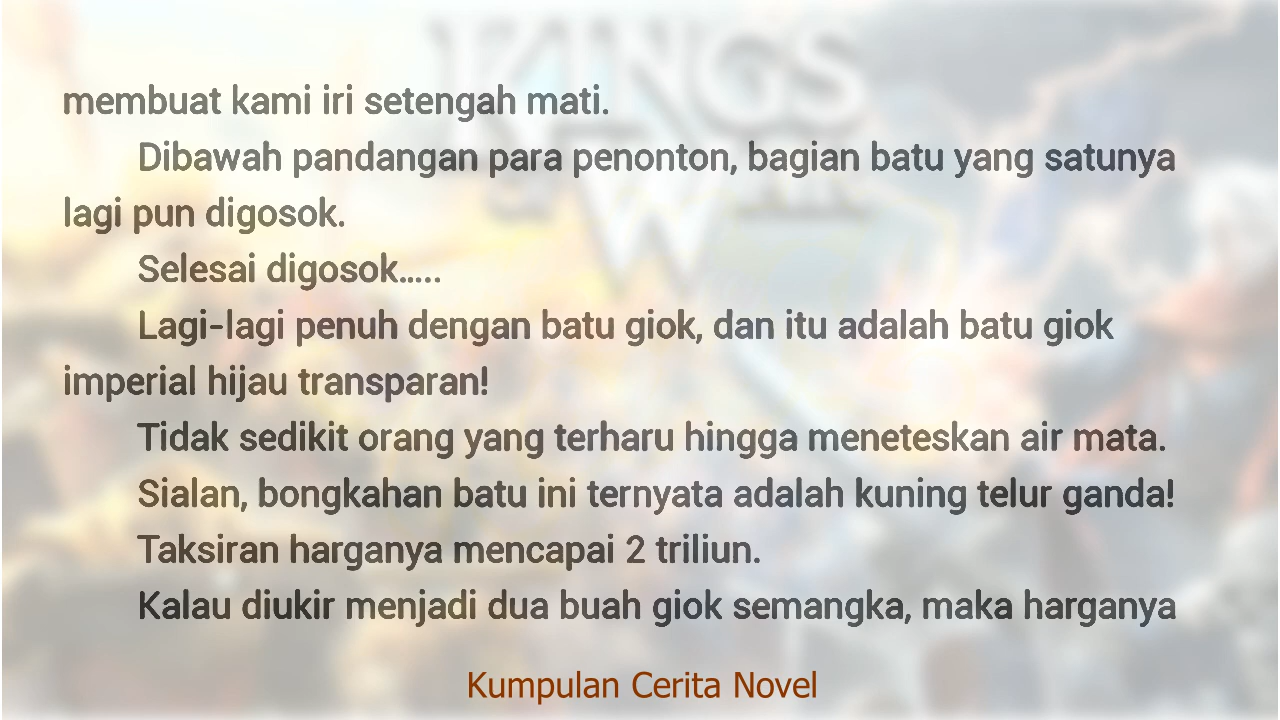 KINGS
OF WAR
membuat kami iri setengah mati.
Dibawah pandangan para penonton, bagian batu yang satunya
lagi pun digosok.
Selesai digosok.....
Lagi-lagi penuh dengan batu giok, dan itu adalah batu giok
imperial hijau transparan!
Tidak sedikit orang yang terharu hingga meneteskan air mata.
Sialan, bongkahan batu ini ternyata adalah kuning telur ganda!
Taksiran harganya mencapai 2 triliun.
Kalau diukir menjadi dua buah giok semangka, maka harganya
Kumpulan Cerita Novel